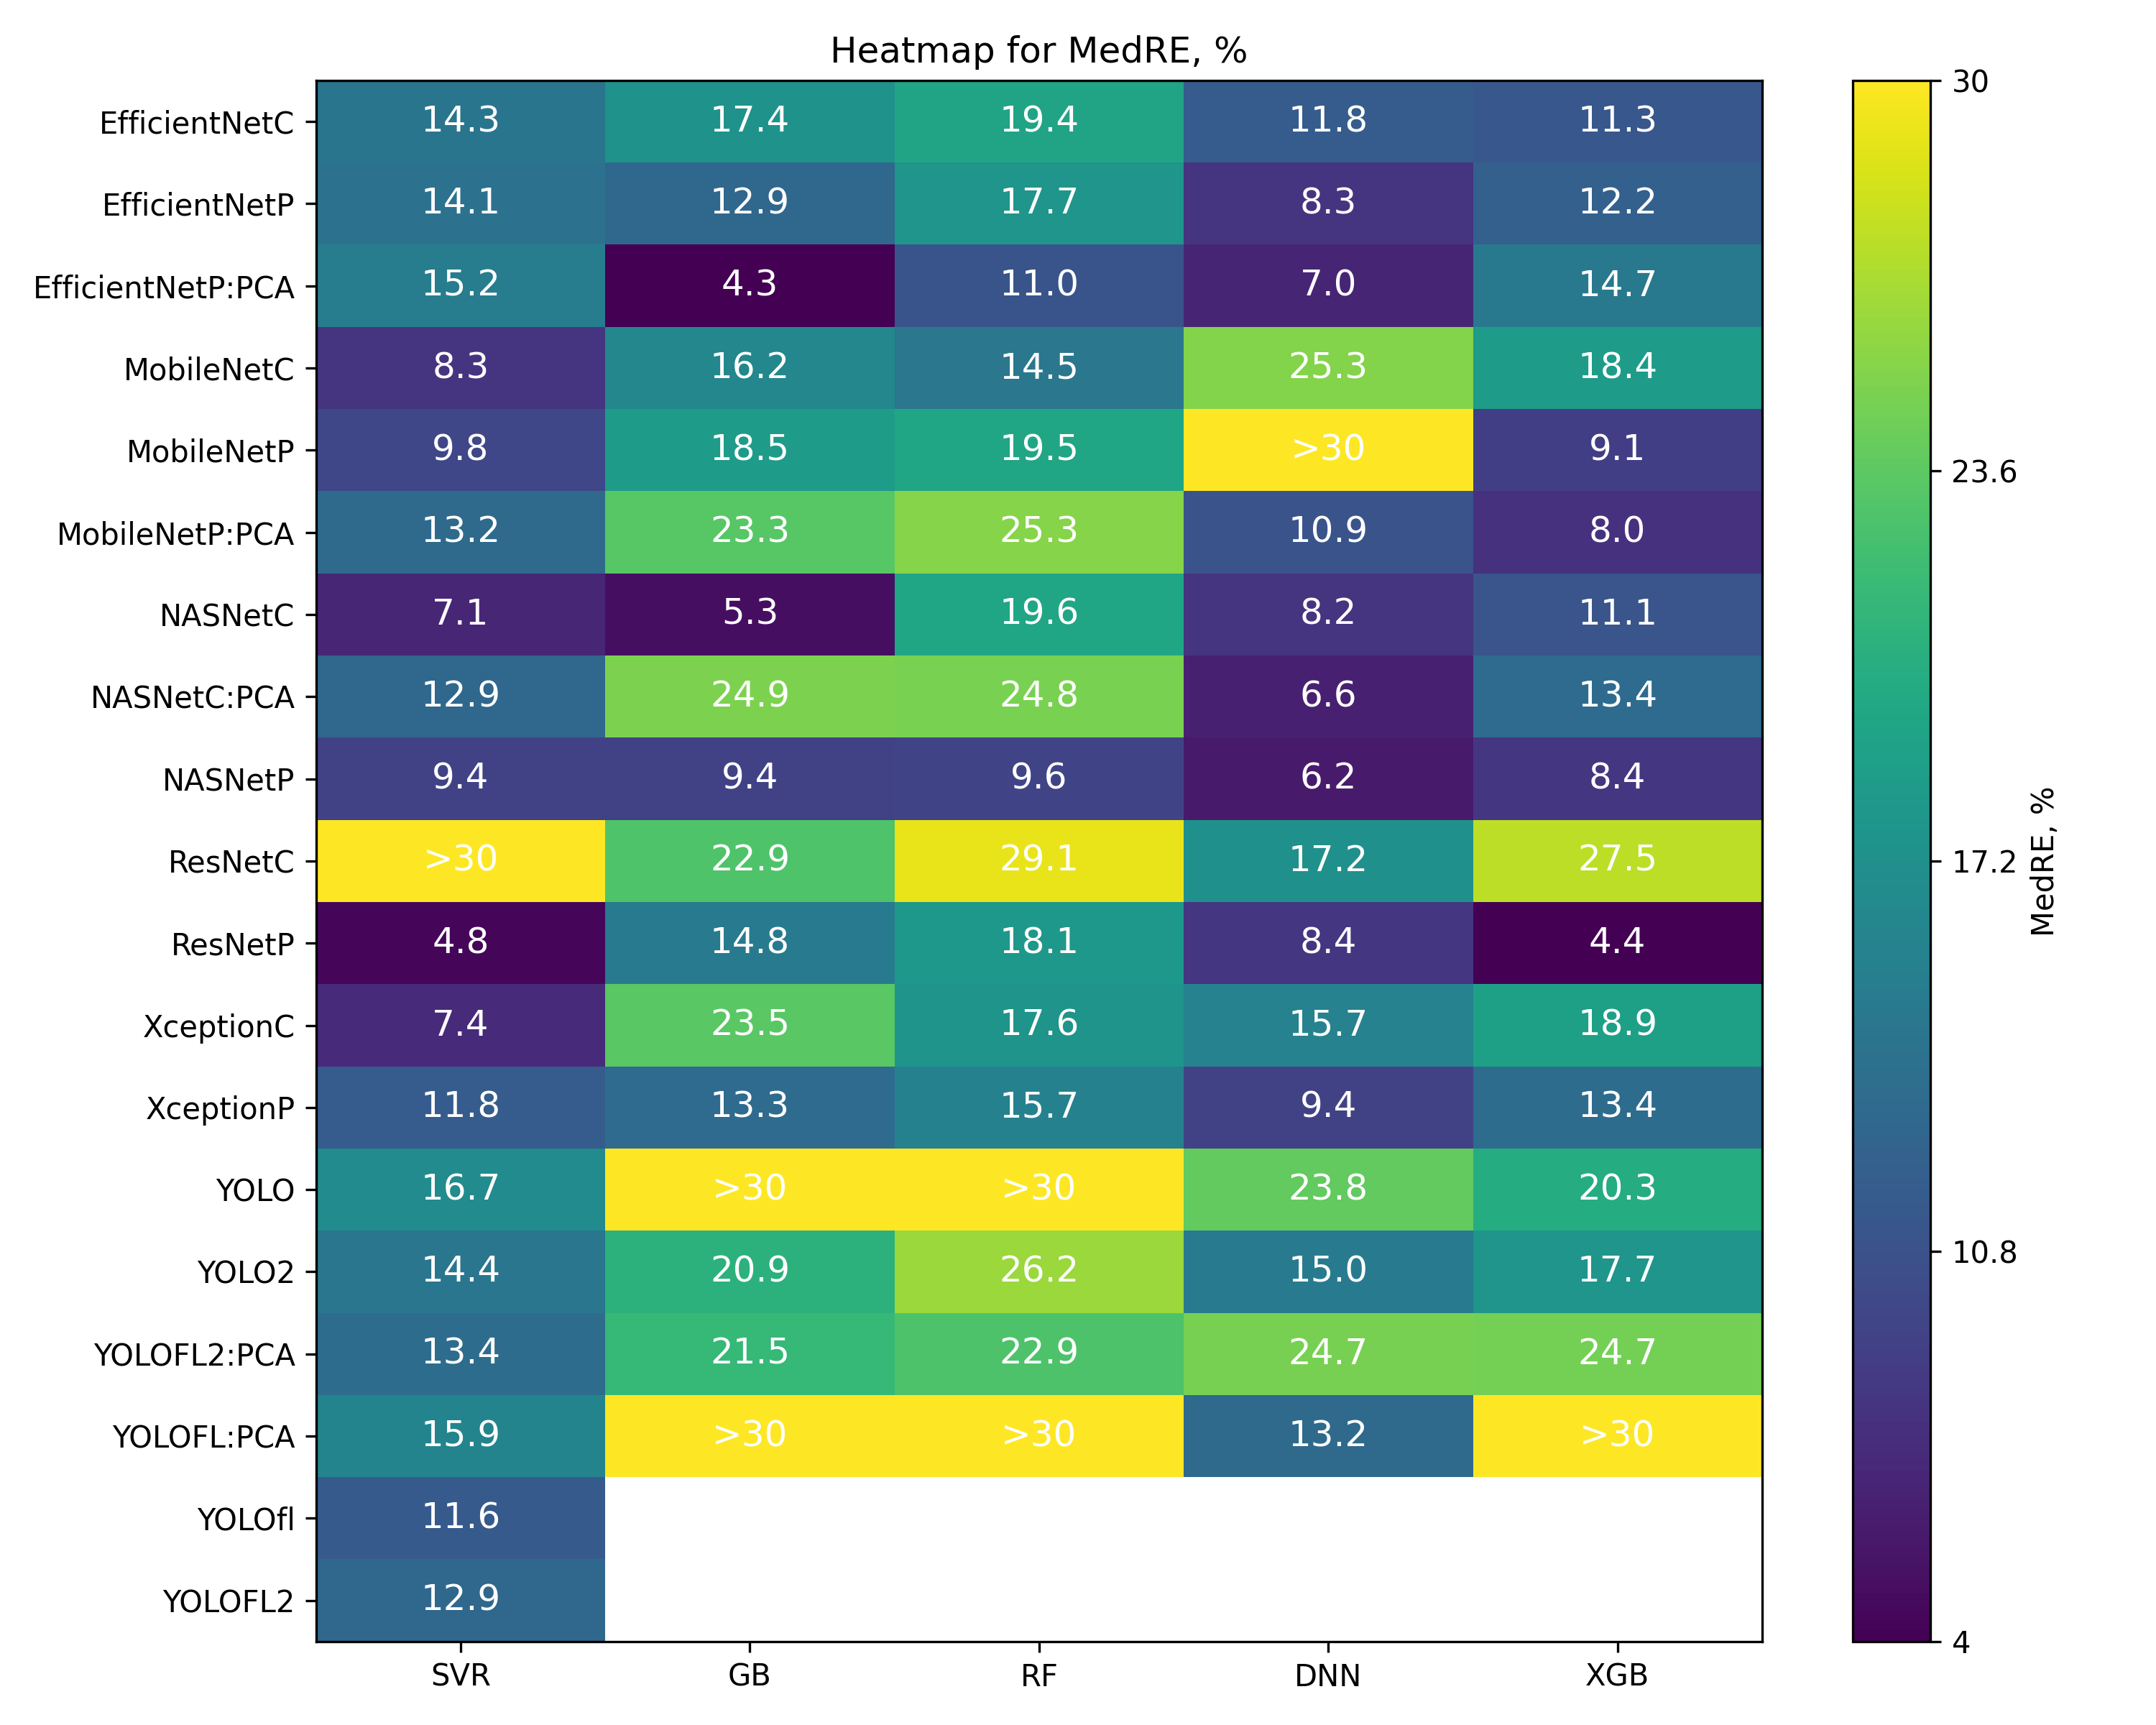 Heatmap for MedRE, %
EfficientNetC 14.3 17.4 19.4 11.8 11.3
EfficientNetP 14.1 12.9 17.7 8.3 12.2
EfficientNetP:PCA 15.2 4.3 11.0 7.0 14.7
MobileNetC 8.3 16.2 14.5 25.3 18.4
MobileNetP 9.8 18.5 19.5 >30 9.1
MobileNetP:PCA 13.2 23.3 25.3 10.9 8.0
NASNetC 7.1 5.3 19.6 8.2 11.1
NASNetC:PCA 12.9 24.9 24.8 6.6 13.4
NASNetP 9.4 9.4 9.6 6.2 8.4
ResNetC >30 22.9 29.1 17.2 27.5
ResNetP 4.8 14.8 18.1 8.4 4.4
XceptionC 7.4 23.5 17.6 15.7 18.9
XceptionP 11.8 13.3 15.7 9.4 13.4
YOLO 16.7 >30 >30 23.8 20.3
YOLO2 14.4 20.9 26.2 15.0 17.7
YOLOFL2:PCA 13.4 21.5 22.9 24.7 24.7
YOLOFL:PCA 15.9 >30 >30 13.2 >30
YOLOfl 11.6
YOLOFL2 12.9
SVR GB RF DNN XGB
30
23.6
17.2
10.8
4
MedRE, %